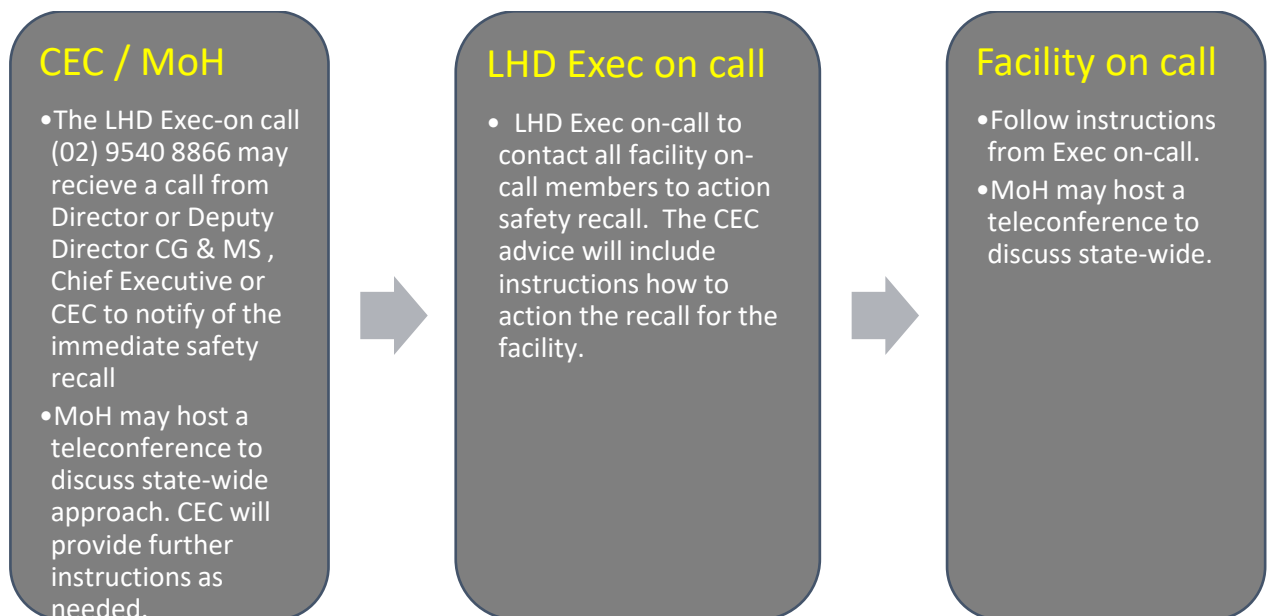 CEC / MoH
•The LHD Exec-on call
(02) 9540 8866 may
recieve a call from
Director or Deputy
Director CG & MS ,
Chief Executive or
CEC to notify of the
immediate safety
recall
•MoH may host a
teleconference to
discuss state-wide
approach. CEC will
provide further
instructions as
needed.
LHD Exec on call
• LHD Exec on-call to
contact all facility on-
call members to action
safety recall. The CEC
advice will include
instructions how to
action the recall for the
facility.
Facility on call
•Follow instructions
from Exec on-call.
•MoH may host a
teleconference to
discuss state-wide.